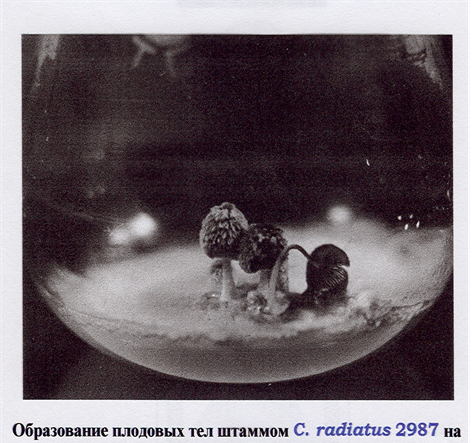 Образование плодовых тел штаммом C. radiatus 2987 на